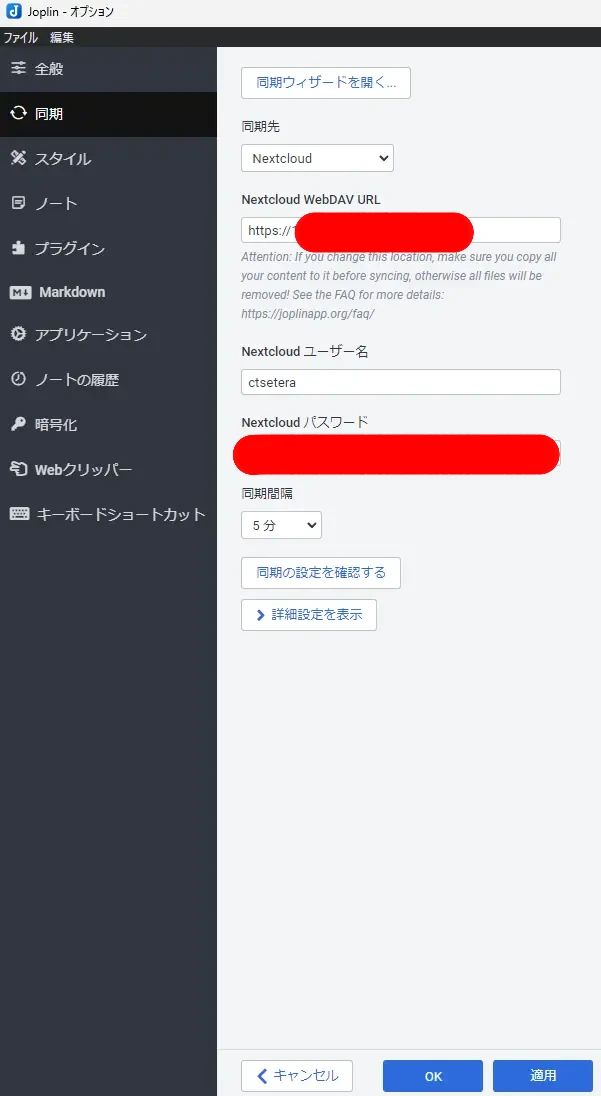 Joplin - オプション
ファイル 編集
全般
同期
スタイル
ノート
プラグイン
Markdown
アプリケーション
ノートの履歴
暗号化
Webクリッパー
キーボードショートカット
同期ウィザードを開く...
同期先
Nextcloud
Nextcloud WebDAV URL
https://
Attention: If you change this location, make sure you copy all
your content to it before syncing, otherwise all files will be
removed! See the FAQ for more details:
https://joplinapp.org/faq/
Nextcloud ユーザー名
ctsetera
Nextcloud パスワード
同期間隔
5 分
同期の設定を確認する
詳細設定を表示
キャンセル
OK
適用